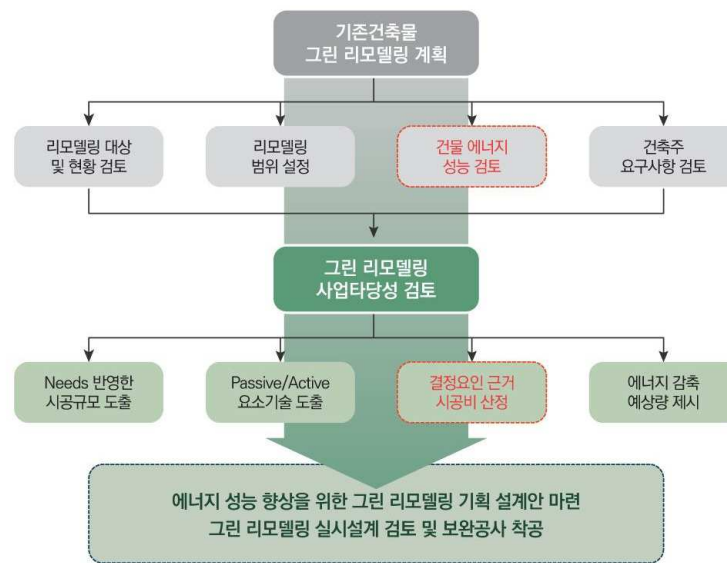 기존건축물
그린 리모델링 계획
리모델링 대상
및 현황 검토
리모델링
범위 설정
건물 에너지
성능 검토
건축주
요구사항 검토
그린 리모델링
사업타당성 검토
Needs 반영한
시공규모 도출
Passive/Active
요소기술 도출
결정요인 근거
시공비 산정
에너지 감축
예상량 제시
에너지 성능 향상을 위한 그린 리모델링 기획 설계안 마련
그린 리모델링 실시설계 검토 및 보완공사 착공